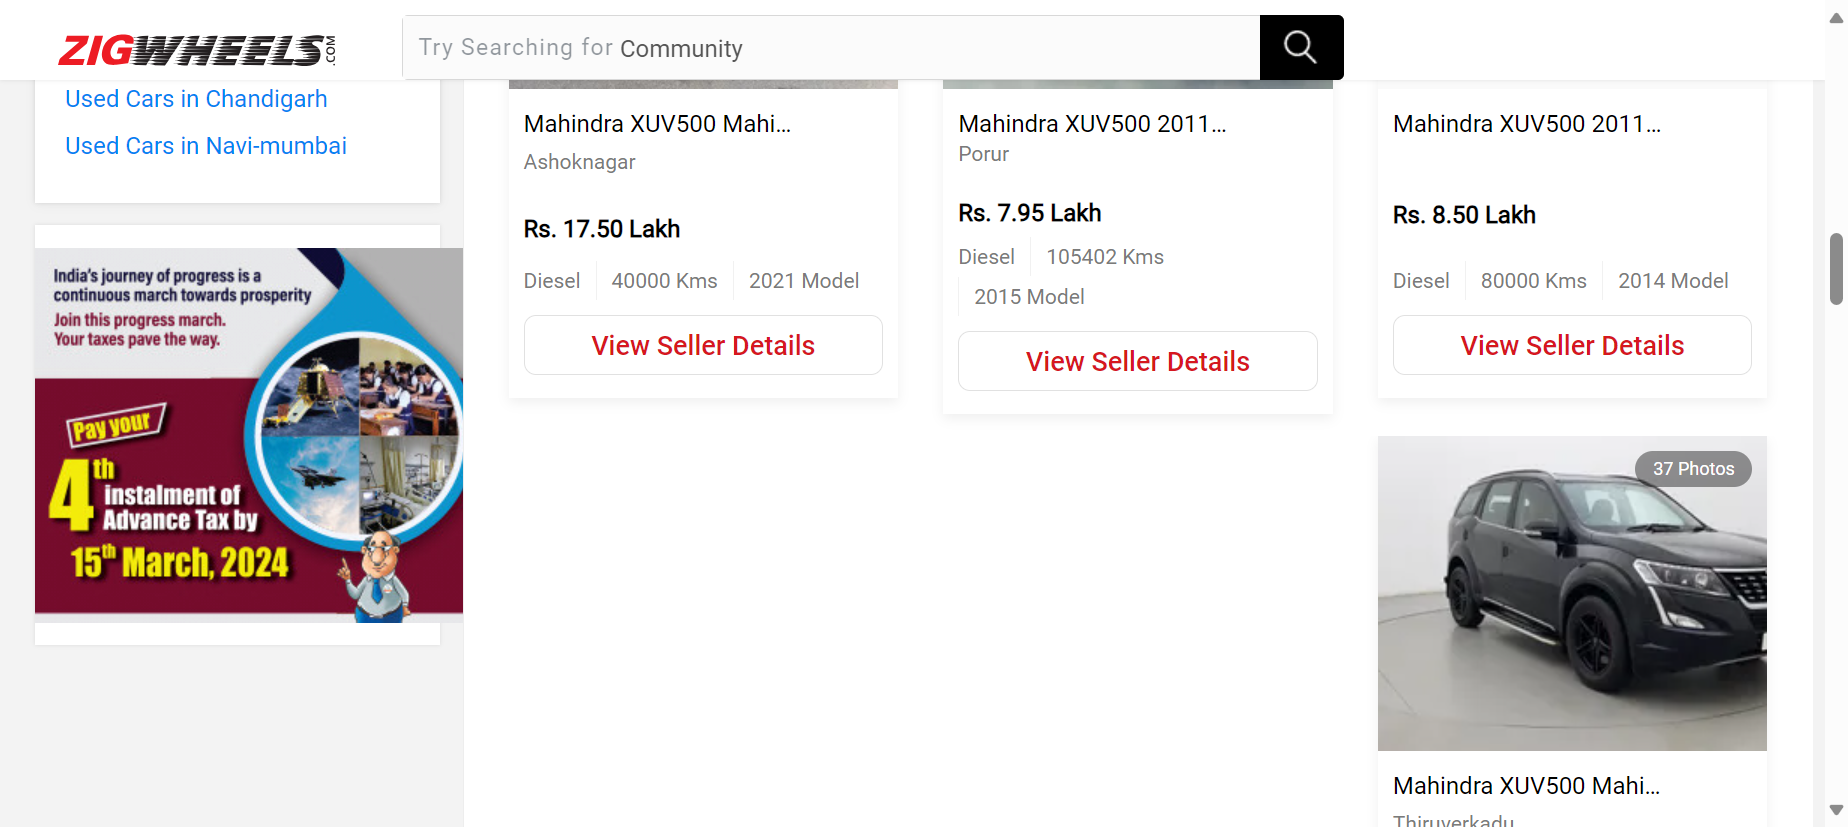 ZIGWHEELS.COM
Try Searching for Community
Used Cars in Chandigarh
Used Cars in Navi-mumbai
India's journey of progress is a
continuous march towards prosperity
Join this progress march.
Your taxes pave the way.
Pay your
4th
instalment of
Advance Tax by
15th March, 2024
Mahindra XUV500 Mahi...
Ashoknagar
Rs. 17.50 Lakh
Diesel 40000 Kms 2021 Model
View Seller Details
Mahindra XUV500 2011...
Porur
Rs. 7.95 Lakh
Diesel 105402 Kms
2015 Model
View Seller Details
Mahindra XUV500 2011...
Rs. 8.50 Lakh
Diesel 80000 Kms 2014 Model
View Seller Details
37 Photos
Mahindra XUV500 Mahi...
Thiruverkadu